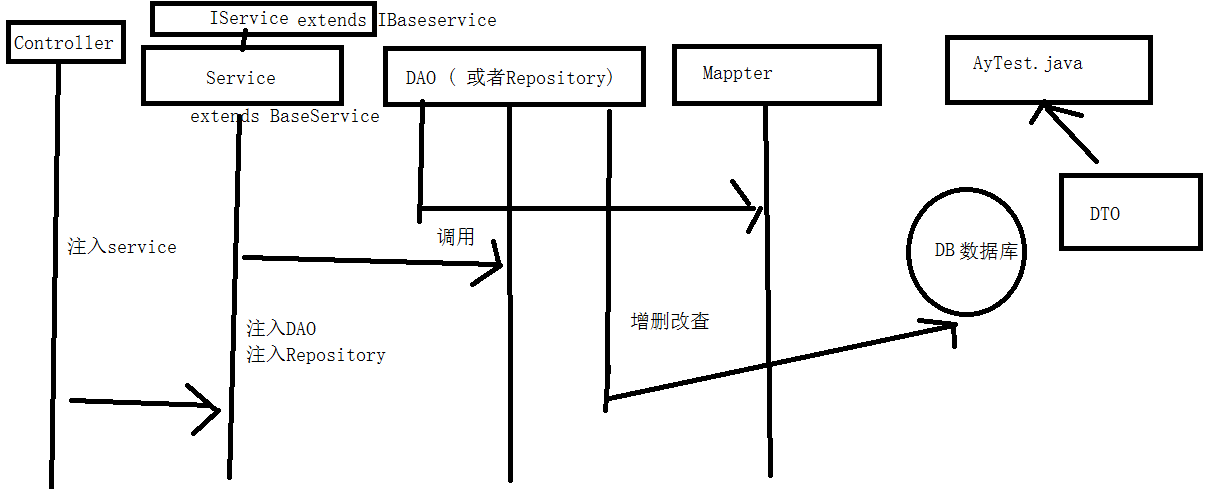 IService extends IBaseservice
Controller
Service
DAO ( 或者Repository)
Mappter
AyTest.java
extends BaseService
DTO
注入service
调用
DB 数据库
注入DAO
注入Repository
增删改查